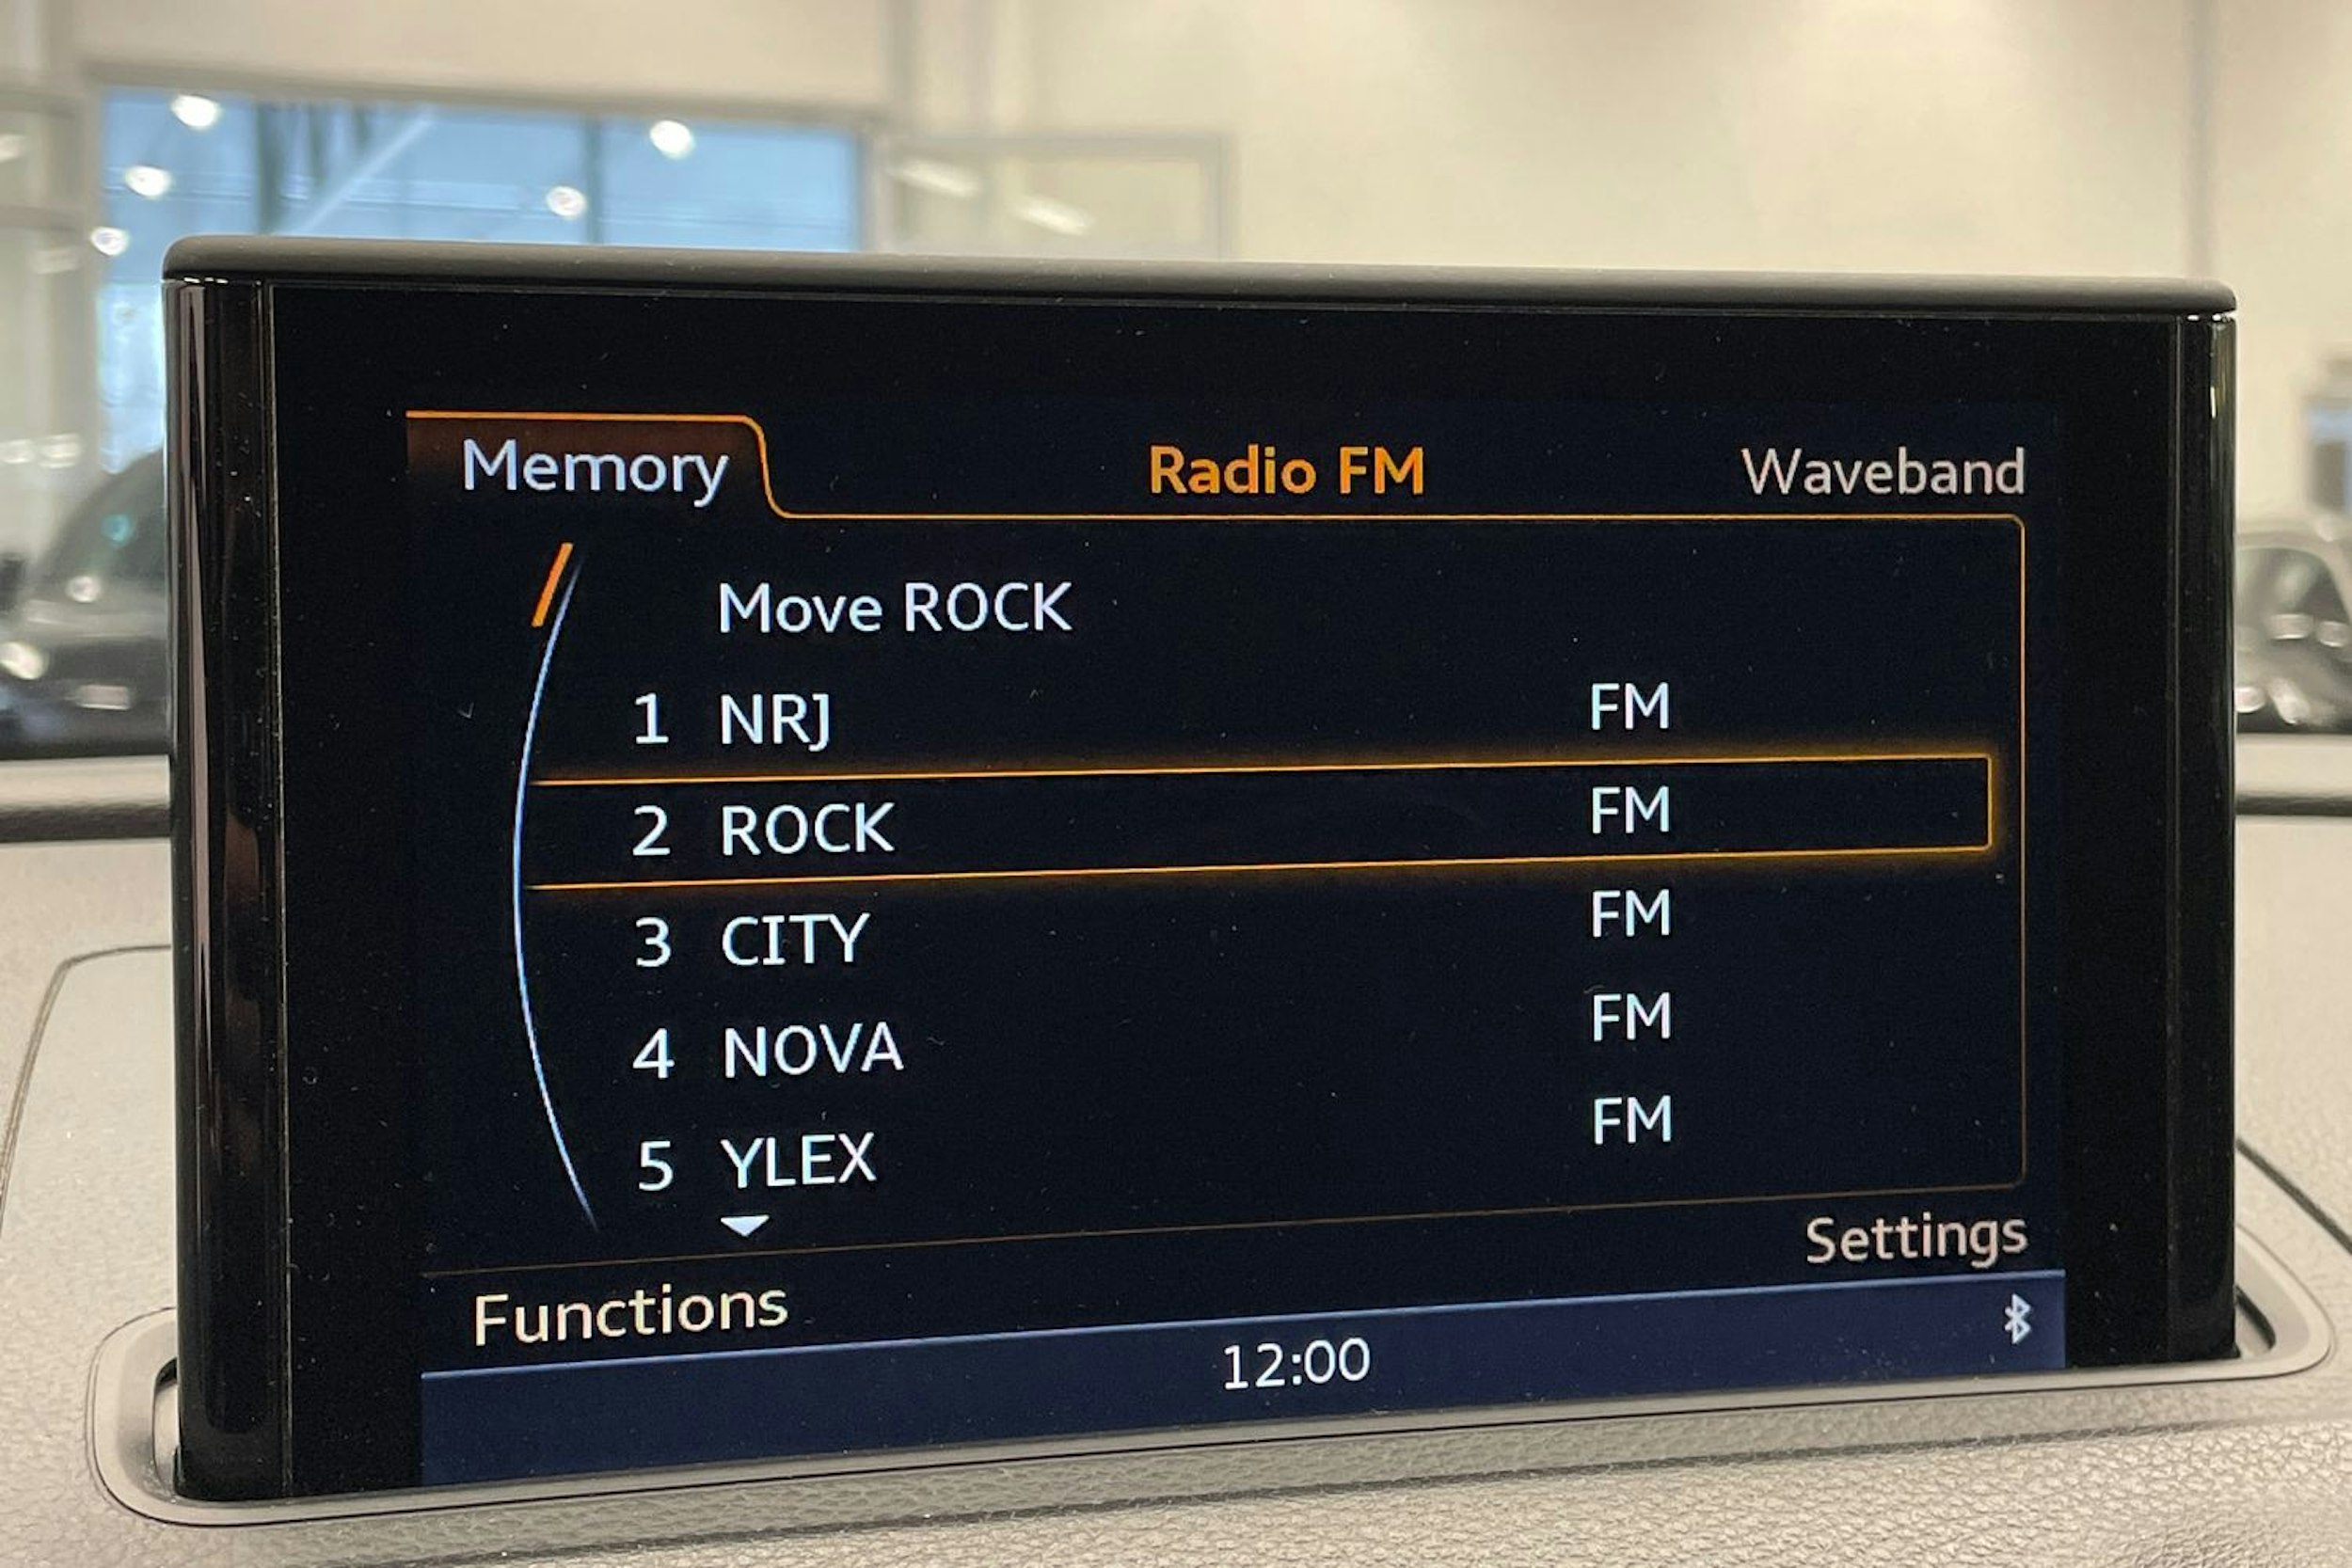 Memory Radio FM Waveband
Move ROCK
1 NRJ FM
2 ROCK FM
3 CITY FM
4 NOVA FM
5 YLEX FM
Settings
Functions
12:00